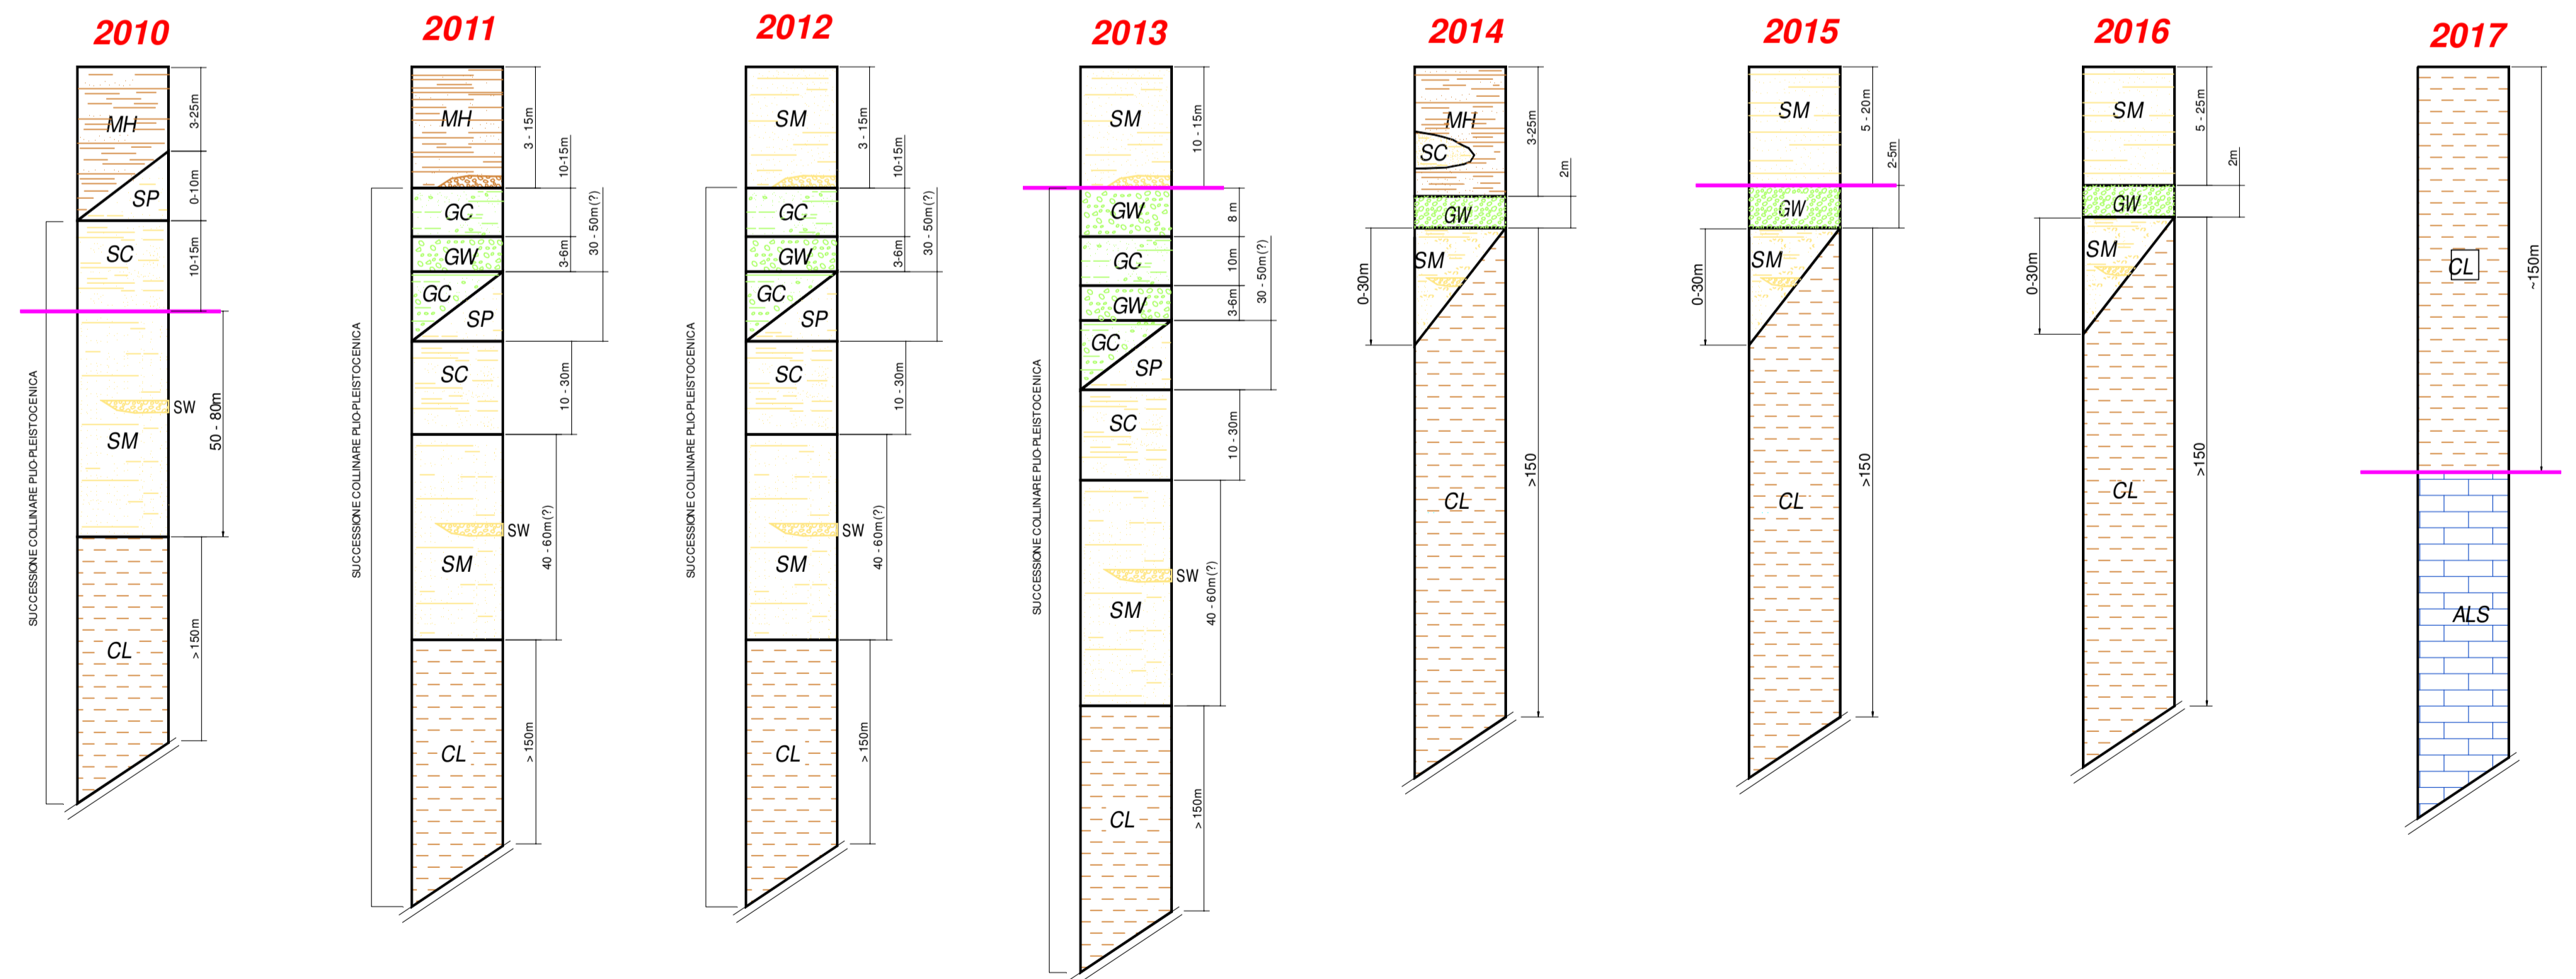 2010
MH
3-25m
SP
0-10m
SC
10-15m
SW
SM
50 - 80m
CL
> 150m
SUCCESSIONE COLLINARE PLIO-PLEISTOCENICA
2011
MH
3 - 15m
10-15m
GC
GW
3-6m
30 - 50m (?)
GC
SP
SC
10 - 30m
SW
SM
40 - 60m (?)
CL
> 150m
SUCCESSIONE COLLINARE PLIO-PLEISTOCENICA
2012
SM
3 - 15m
10-15m
GC
GW
3-6m
30 - 50m (?)
GC
SP
SC
10 - 30m
SW
SM
40 - 60m (?)
CL
> 150m
SUCCESSIONE COLLINARE PLIO-PLEISTOCENICA
2013
SM
10 - 15m
GW
8 m
GC
10m
GW
3-6m
30 - 50m (?)
GC
SP
SC
10 - 30m
SW
SM
40 - 60m (?)
CL
> 150m
SUCCESSIONE COLLINARE PLIO-PLEISTOCENICA
2014
MH
SC
3-25m
2m
GW
SM
0-30m
CL
>150
2015
SM
5 - 20m
2-5m
GW
SM
0-30m
CL
>150
2016
SM
5 - 25m
2m
GW
SM
0-30m
CL
>150
2017
CL
~150m
ALS